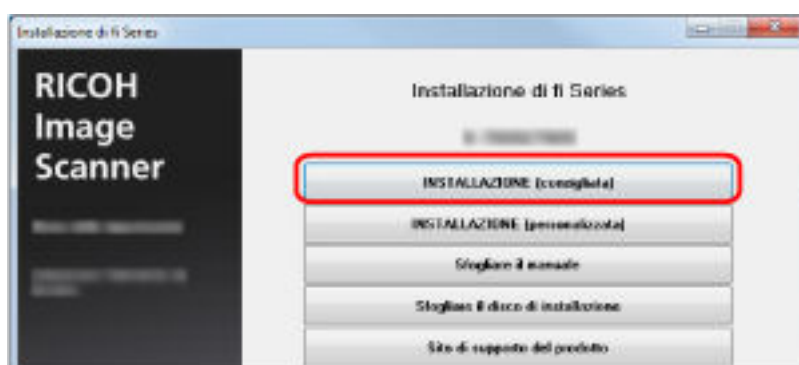 Installazione di fi Series
RICOH
Image
Scanner
Installazione di fi Series
INSTALLAZIONE (consigliata)
INSTALLAZIONE (personalizzata)
Sfogliare il manuale
Sfogliare il disco di installazione
Sito di supporto del prodotto